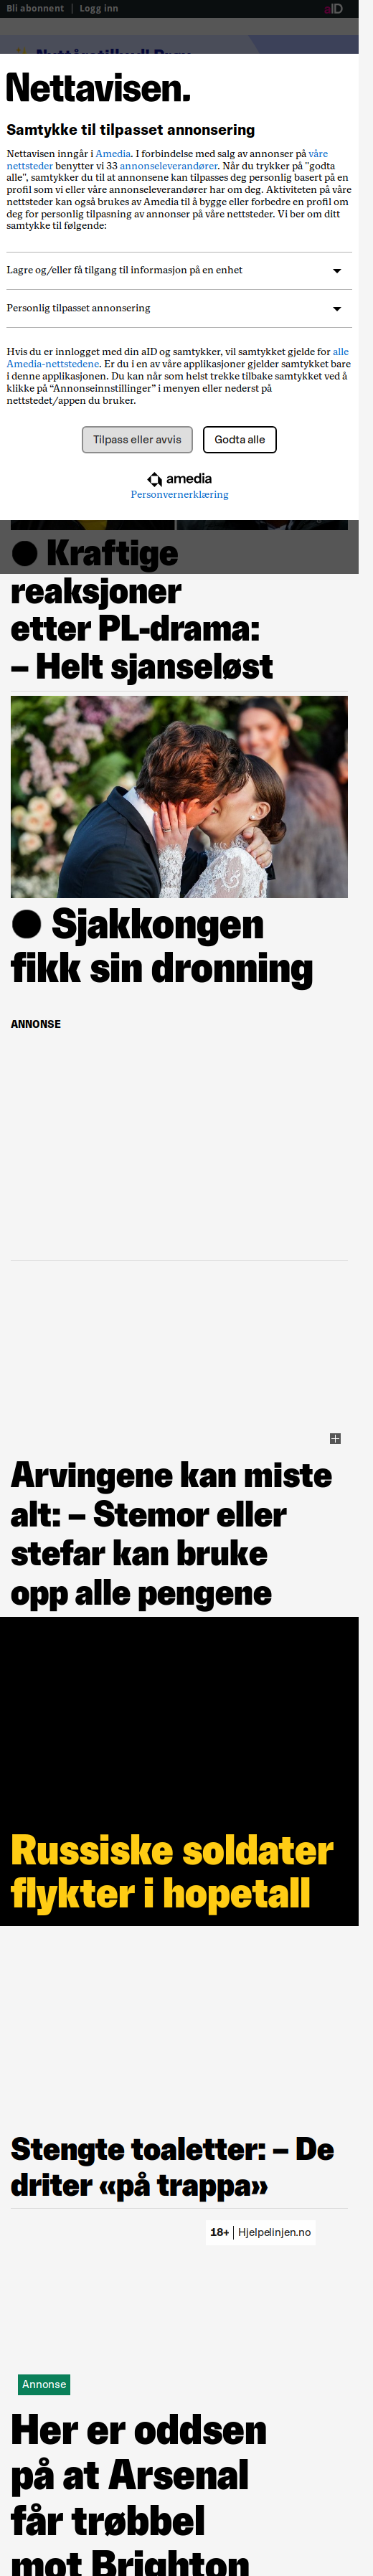 Bli abonnent | Logg inn
aID
Nettavisen.
Samtykke til tilpasset annonsering
Nettavisen inngår i Amedia. I forbindelse med salg av annonser på våre
nettsteder benytter vi 33 annonseleverandører. Når du trykker på "godta
alle", samtykker du til at annonsene kan tilpasses deg personlig basert på en
profil som vi eller våre annonseleverandører har om deg. Aktiviteten på våre
nettsteder kan også brukes av Amedia til å bygge eller forbedre en profil om
deg for personlig tilpasning av annonser på våre nettsteder. Vi ber om ditt
samtykke til følgende:
Lagre og/eller få tilgang til informasjon på en enhet
Personlig tilpasset annonsering
Hvis du er innlogget med din aID og samtykker, vil samtykket gjelde for alle
Amedia-nettstedene. Er du i en av våre applikasjoner gjelder samtykket bare
i denne applikasjonen. Du kan når som helst trekke tilbake samtykket ved å
klikke på “Annonseinnstillinger” i menyen eller nederst på
nettstedet/appen du bruker.
Tilpass eller avvis
Godta alle
amedia
Personvernerklæring
● Kraftige
reaksjoner
etter PL-drama:
– Helt sjanseløst
● Sjakkongen
fikk sin dronning
ANNONSE
Arvingene kan miste
alt: – Stemor eller
stefar kan bruke
opp alle pengene
Russiske soldater
flykter i hopetall
Stengte toaletter: – De
driter «på trappa»
18+ | Hjelpelinjen.no
Annonse
Her er oddsen
på at Arsenal
får trøbbel
mot Brighton